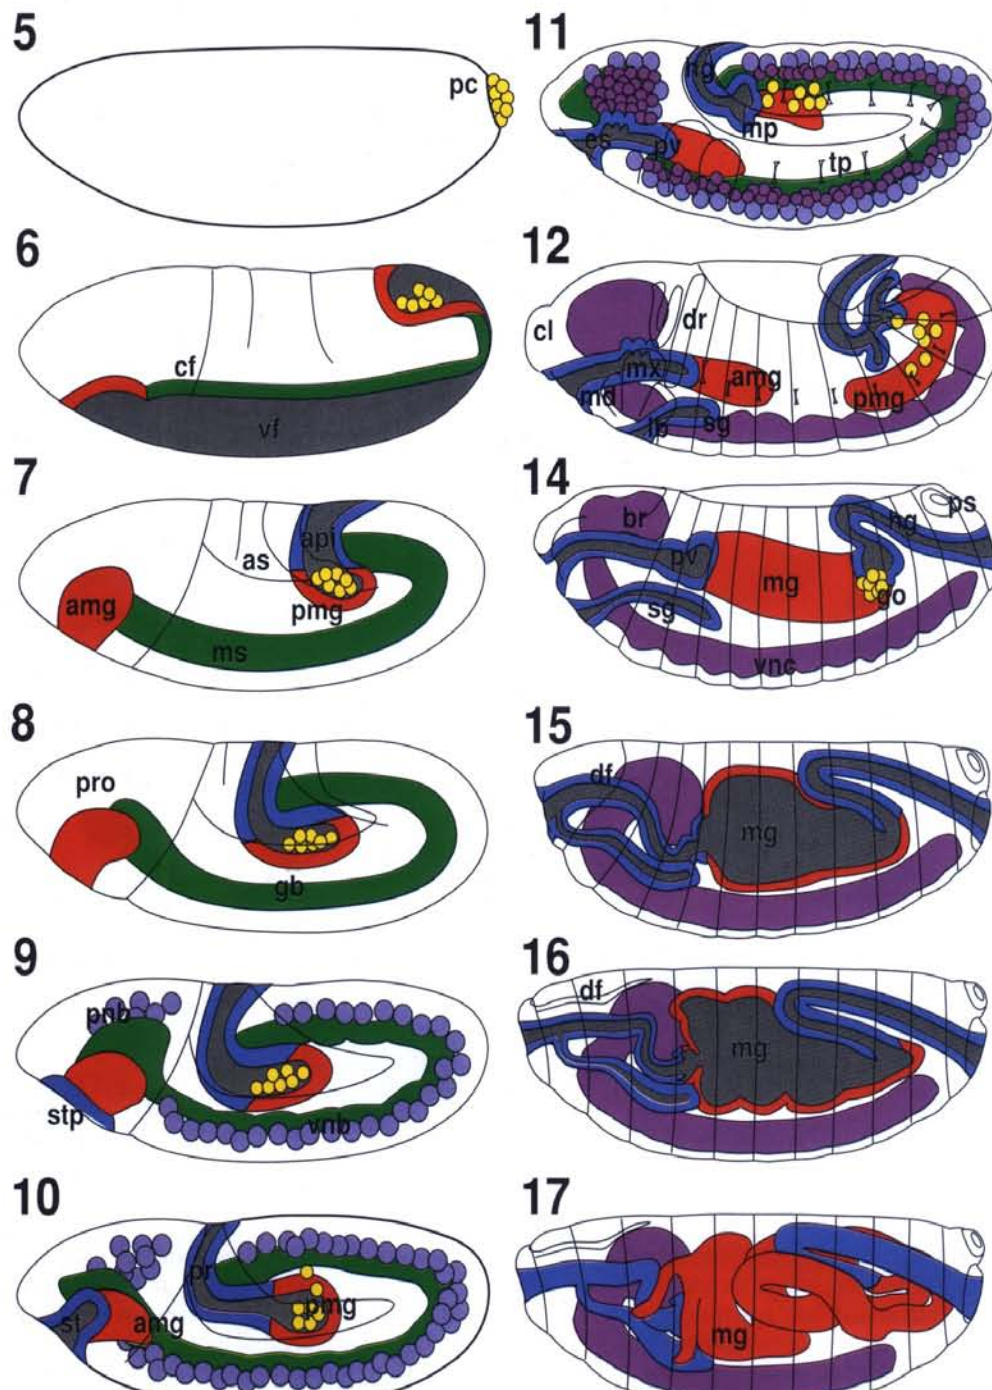 5
pc
6
cf
vf
7
api
as
amg
pmg
ms
8
pro
gb
9
pnb
stp
vnb
10
pr
st
amg
pmg
11
hg
mp
es
pv
tp
12
cl
dr
mx
amg
md
pmg
lb
sg
14
br
hg
ps
pv
mg
go
sg
vnc
15
df
mg
16
df
mg
17
mg